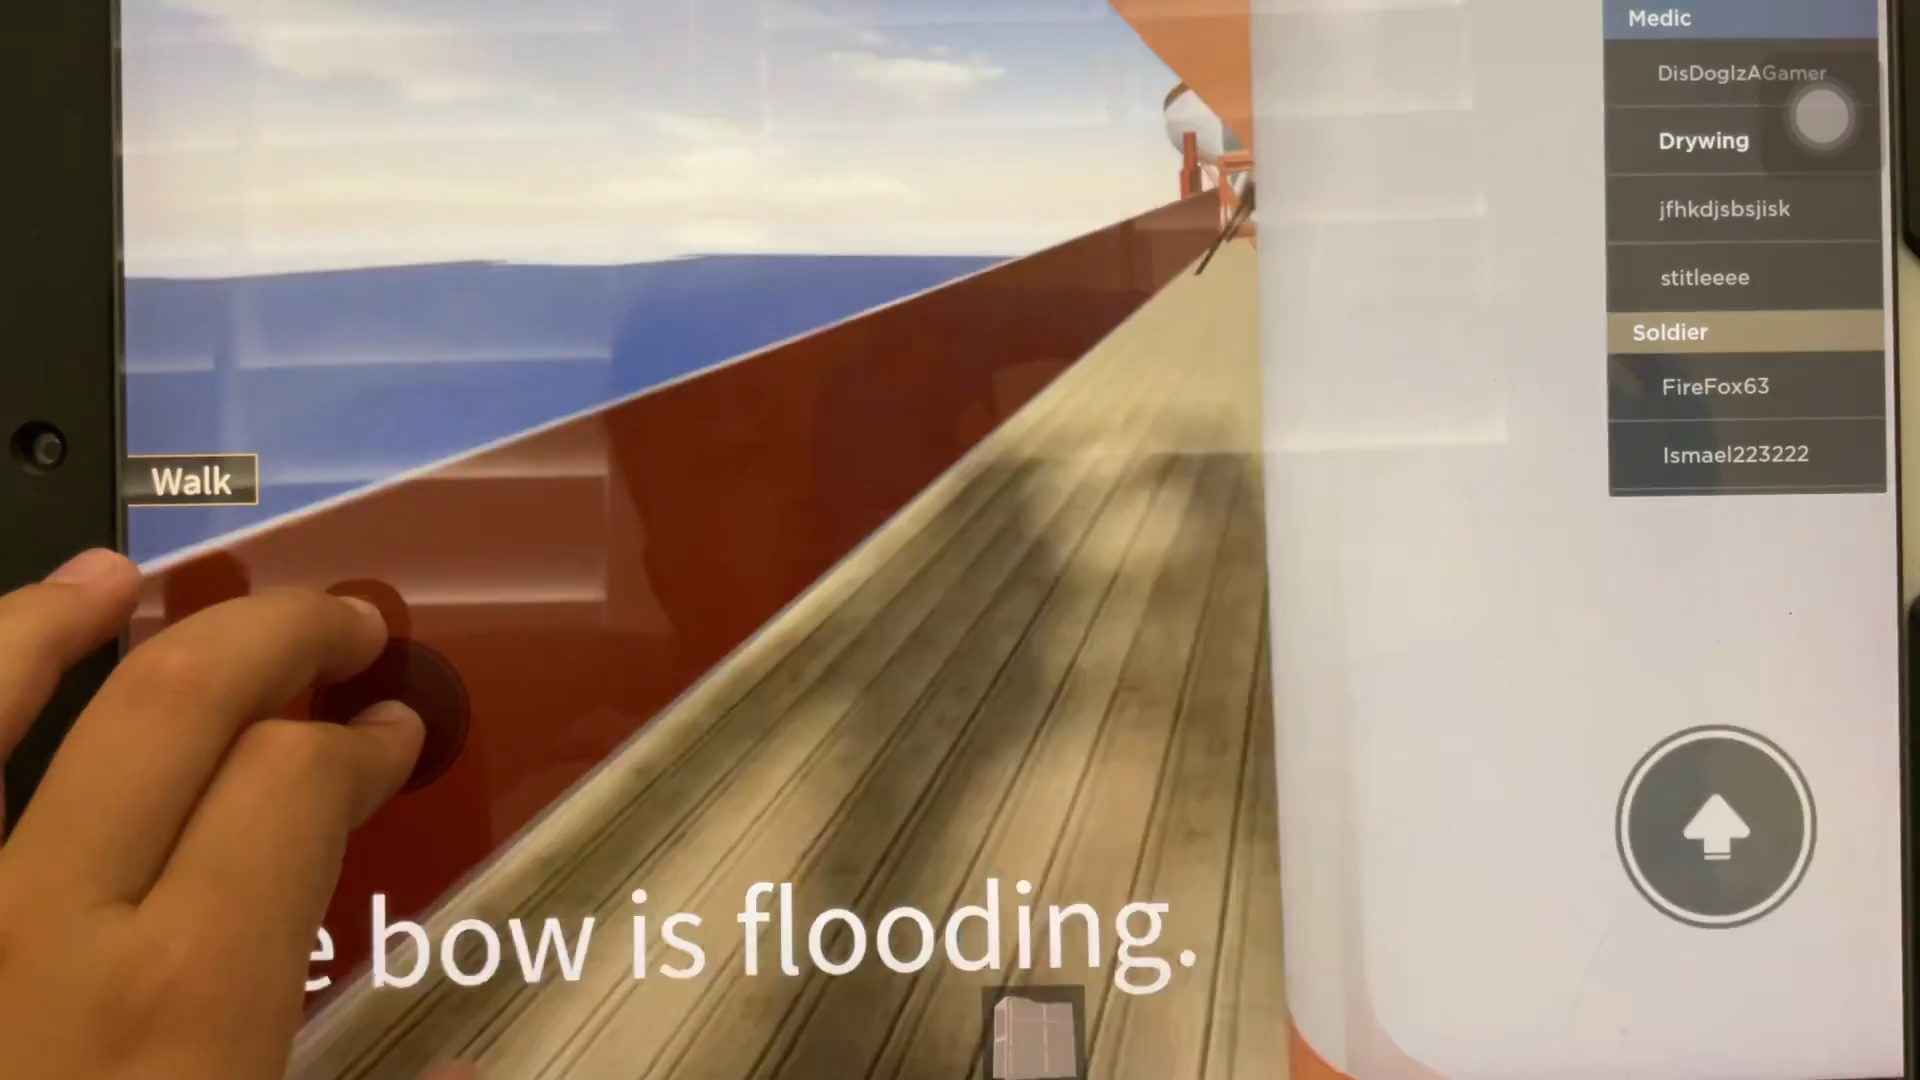 Medic
DisDogIzAGamer
Drywing
jfhkdjsbsjisk
stitleeee
Soldier
FireFox63
Ismael223222
Walk
e bow is flooding.